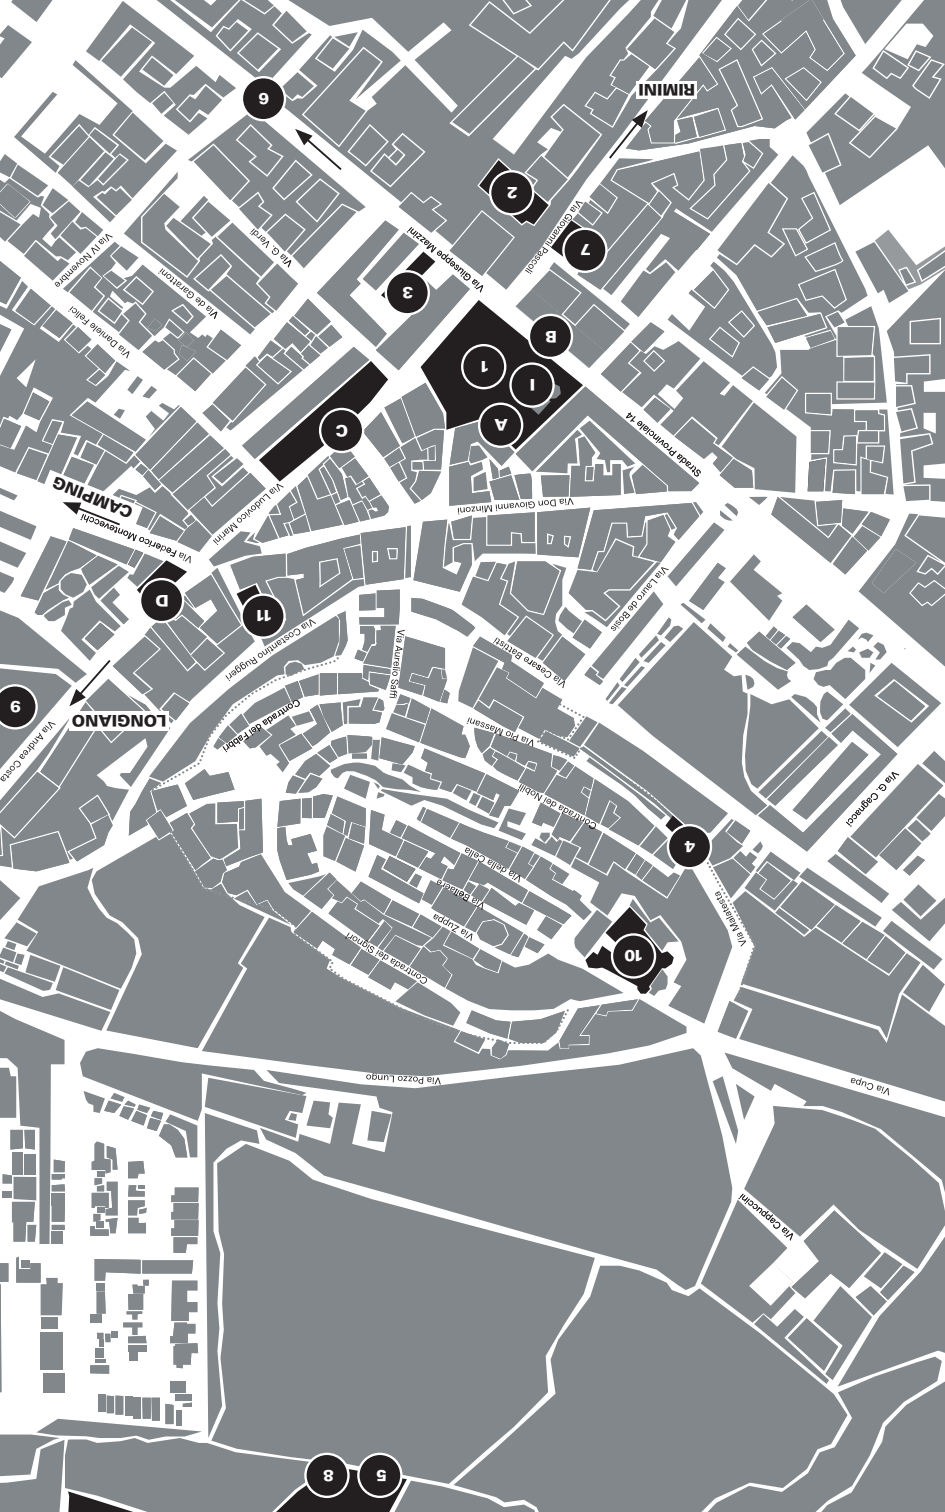 5
8
Via Cappuccini
Via Cupa
Via Pozzo Lungo
10
Contrada dei Signori
Via Zuppa
Via Malatesta
Via Belsere
Via della Cella
4
Contrada dei Nobili
Via G. Cagnacci
Via Pio Massani
Contrada dei Fabbri
Via Andrea Costa
LONGIANO
6
Via Cesare Battisti
Via Aurelio Saffi
Via Costantino Ruggeri
Via Lauro de Bosis
11
D
Via Federico Montevecchi
CAMPING
Via Ludovico Marini
Via Don Giovanni Minzoni
Strada Provinciale 14
A
C
I
1
B
Via Daniele Felici
3
Via de Garattoni
Via Giuseppe Mazzini
Via G. Verdi
Via IV Novembre
7
Via Giovanni Pascoli
2
9
RIMINI